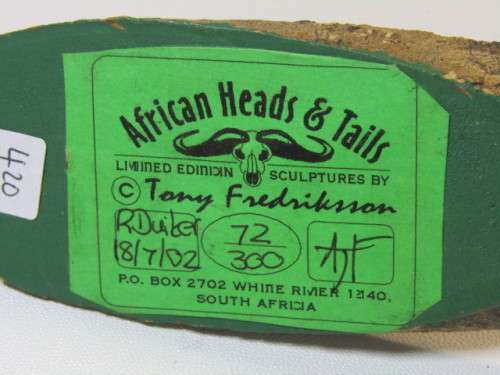 African Heads & Tails
LIMITED EDITION SCULPTURES BY
© Tony Fredriksson
18/7/02
72
300
P.O. BOX 2702 WHITE RIVER 1240,
SOUTH AFRICA
420